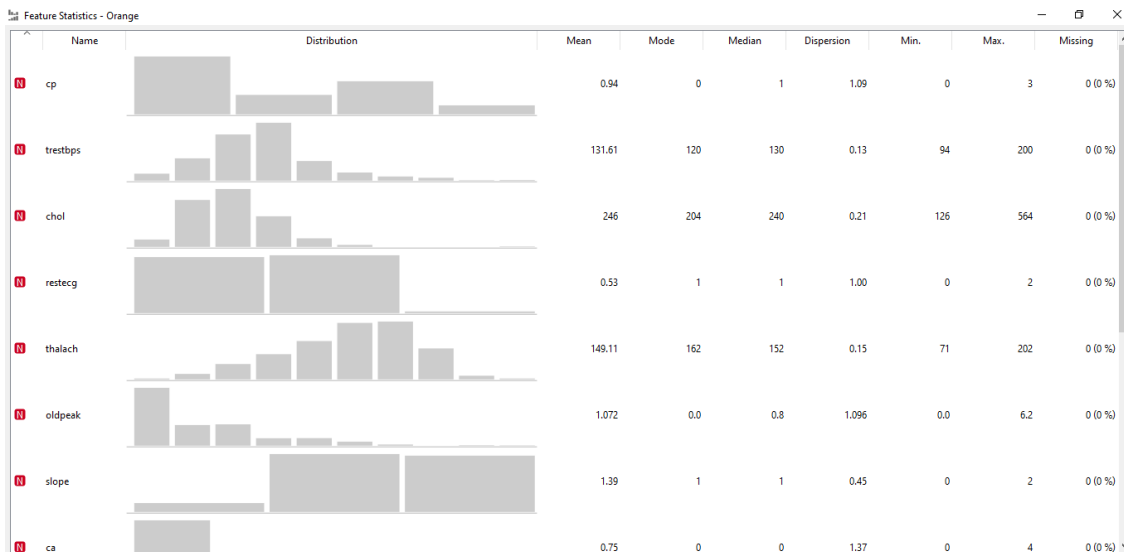 Feature Statistics - Orange
Name Distribution Mean Mode Median Dispersion Min. Max. Missing
N cp 0.94 0 1 1.09 0 3 0 (0 %)
N trestbps 131.61 120 130 0.13 94 200 0 (0 %)
N chol 246 204 240 0.21 126 564 0 (0 %)
N restecg 0.53 1 1 1.00 0 2 0 (0 %)
N thalach 149.11 162 152 0.15 71 202 0 (0 %)
N oldpeak 1.072 0.0 0.8 1.096 0.0 6.2 0 (0 %)
N slope 1.39 1 1 0.45 0 2 0 (0 %)
N ca 0.75 0 0 1.37 0 4 0 (0 %)